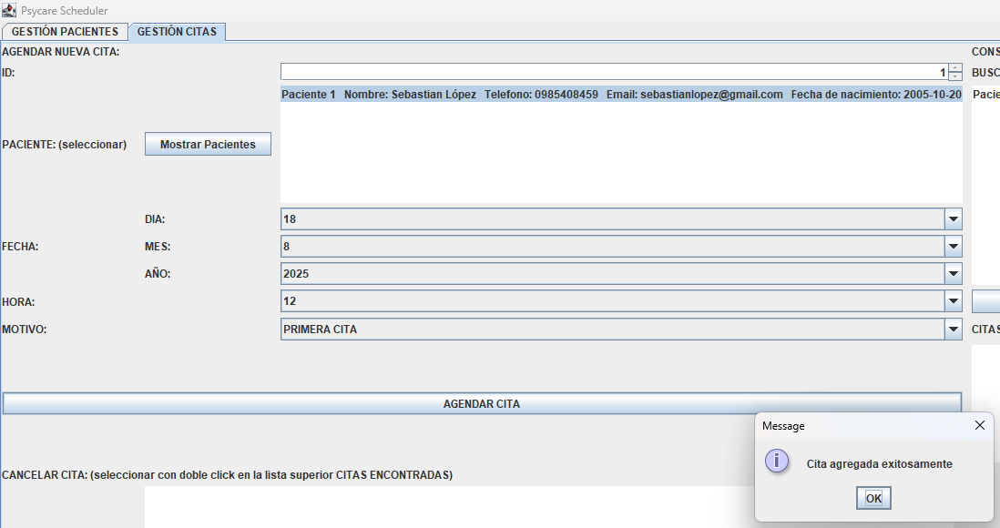 Psycare Scheduler
GESTIÓN PACIENTES GESTIÓN CITAS
AGENDAR NUEVA CITA:
ID: 1
Paciente 1 Nombre: Sebastian López Telefono: 0985408459 Email: sebastianlopez@gmail.com Fecha de nacimiento: 2005-10-20
PACIENTE: (seleccionar) Mostrar Pacientes
DIA: 18
FECHA: MES: 8
AÑO: 2025
HORA: 12
MOTIVO: PRIMERA CITA
AGENDAR CITA
CANCELAR CITA: (seleccionar con doble click en la lista superior CITAS ENCONTRADAS)
CONS
BUSC
Pacie
CITAS
Message
Cita agregada exitosamente
OK